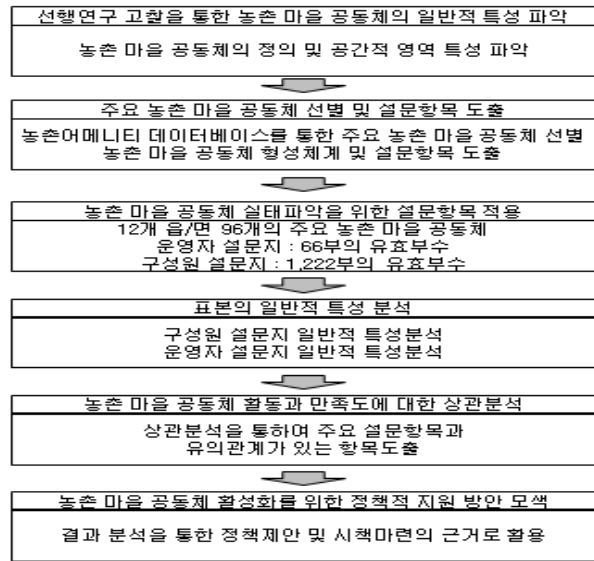 선행연구 고찰을 통한 농촌 마을 공동체의 일반적 특성 파악
농촌 마을 공동체의 정의 및 공간적 영역 특성 파악
주요 농촌 마을 공동체 선별 및 설문항목 도출
농촌어메니티 데이터베이스를 통한 주요 농촌 마을 공동체 선별
농촌 마을 공동체 형성체계 및 설문항목 도출
농촌 마을 공동체 실태파악을 위한 설문항목 적용
12개 읍/면 96개의 주요 농촌 마을 공동체
운영자 설문지 : 66부의 유효부수
구성원 설문지 : 1,222부의 유효부수
표본의 일반적 특성 분석
구성원 설문지 일반적 특성분석
운영자 설문지 일반적 특성분석
농촌 마을 공동체 활동과 만족도에 대한 상관분석
상관분석을 통하여 주요 설문항목과
유의관계가 있는 항목도출
농촌 마을 공동체 활성화를 위한 정책적 지원 방안 모색
결과 분석을 통한 정책제안 및 시책마련의 근거로 활용